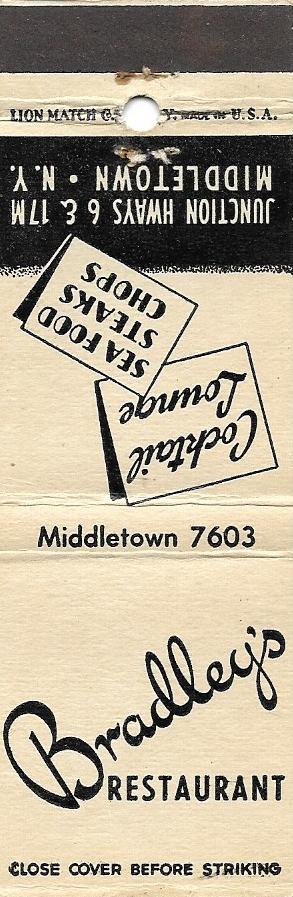 LION MATCH CO. N.Y. MADE IN U.S.A.
JUNCTION HWAYS 6 & 17M
MIDDLETOWN • N.Y.
SEA FOOD
STEAKS
CHOPS
Cocktail
Lounge
Middletown 7603
Bradley's
RESTAURANT
CLOSE COVER BEFORE STRIKING